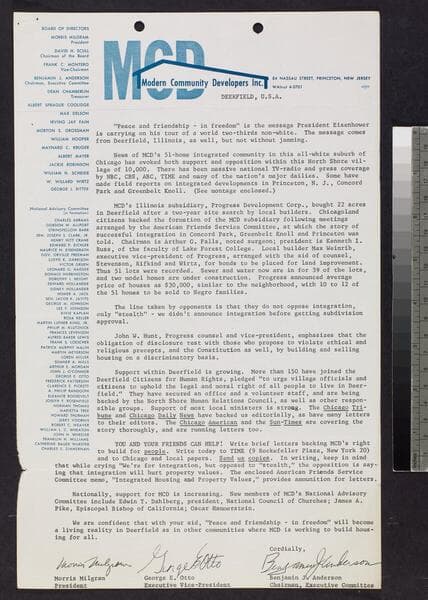 BOARD OF DIRECTORS
MORRIS MILGRAM
President
DAVID H. SCULL
Chairman of the Board
FRANK C. MONTERO
Vice-Chairman
BENJAMIN J. ANDERSON
Chairman, Executive Committee
DEAN CHAMBERLIN
Treasurer
ALBERT SPRAGUE COOLIDGE
MAX DELSON
IRVING JAY FAIN
MORTON S. GROSSMAN
WILLIAM HOOPER
MAYNARD C. KRUGER
ALBERT MAYER
JACKIE ROBINSON
WILLIAM N. SCHEIDE
W. WILLARD WIRTZ
GEORGE S. BITTER
(National Advisory Committee
in formation)
CHARLES ABRAMS
ALGERNON D. BLACK
MCD
Modern Community Developers Inc.
84 NASSAU STREET, PRINCETON, NEW JERSEY
WAlnut 4-0701
DEERFIELD, U.S.A.
"Peace and friendship - in freedom" is the message President Eisenhower
is carrying on his tour of a world two-thirds non-white. The message comes
from Deerfield, Illinois, as well, but not without jamming.
News of MCD's 51-home integrated community in this all-white suburb of
Chicago has evoked both support and opposition within this North Shore vil-
lage of 10,000. There has been massive national TV-radio and press coverage
by NBC, CBS, ABC, TIME and many of the nation's major dailies. Some have
made field reports on integrated developments in Princeton, N. J., Concord
Park and Greenbelt Knoll. (See montage enclosed.)
MCD's Illinois subsidiary, Progress Development Corp., bought 22 acres
in Deerfield after a two-year site search by local builders. Chicagoland
citizens backed the formation of the MCD subsidiary following meetings
arranged by the American Friends Service Committee, at which the story of
successful integration in Concord Park, Greenbelt Knoll and Princeton was
told. Chairman is Arthur G. Falls, noted surgeon; president is Kenneth I.
Tuske, of the faculty of Lake Forest College. Local builder Max Weinrib,
executive vice-president of Progress, arranged with the aid of counsel,
Stevenson, Rifkind and Wirtz, for bonds to be placed for land improvement.
Thus 51 lots were recorded. Sewer and water now are in for 39 of the lots,
and two model homes are under construction. Progress announced average
price of houses as $30,000, similar to the neighborhood, with 10 to 12 of
the 51 homes to be sold to Negro families.
The line taken by opponents is that they do not oppose integration,
only "stealth" - we didn't announce integration before getting subdivision
approval.
John W. Hunt, Progress counsel and vice-president, emphasizes that the
obligation of disclosure rests with those who propose to violate ethical and
religious precepts, and the Constitution as well, by building and selling
housing on a discriminatory basis.
Support within Deerfield is growing. More than 150 have joined the
Deerfield Citizens for Human Rights, pledged "to urge village officials and
citizens to uphold the legal and moral right of all people to live in Deer-
field." They have secured an office and a volunteer staff, and are being
backed by the North Shore Human Relations Council, as well as other respon-
sible groups. Support of most local ministers is strong. The Chicago Tri-
bune and Chicago Daily News have backed us editorially, as have many letters
to their editors. The Chicago American and the Sun-Times are covering the
story thoroughly, and are running letters too.
YOU AND YOUR FRIENDS CAN HELP! Write brief letters backing MCD's right
to build for people. Write today to TIME (9 Rockefeller Plaza, New York 20)
and to Chicago and local papers. Send us copies. In writing, keep in mind
that while crying "We're for integration, but opposed to "stealth," the opposition is say-
ing that integration will hurt property values. The enclosed American Friends Service
Committee memo, "Integrated Housing and Property Values," provides ammunition for letters.
Nationally, support for MCD is increasing. New members of MCD's National Advisory
Committee include Edwin T. Dahlberg, president, National Council of Churches; James A.
Pike, Episcopal Bishop of California; Oscar Hammerstein.
We are confident that with your aid, "Peace and friendship - in freedom" will become
a living reality in Deerfield as in other communities where MCD is working to build hous-
ing for all.
Cordially,
Morris Milgram
George E. Otto
Benjamin J. Anderson
Morris Milgram
President
George E. Otto
Executive Vice-President
Benjamin J. Anderson
Chairman, Executive Committee